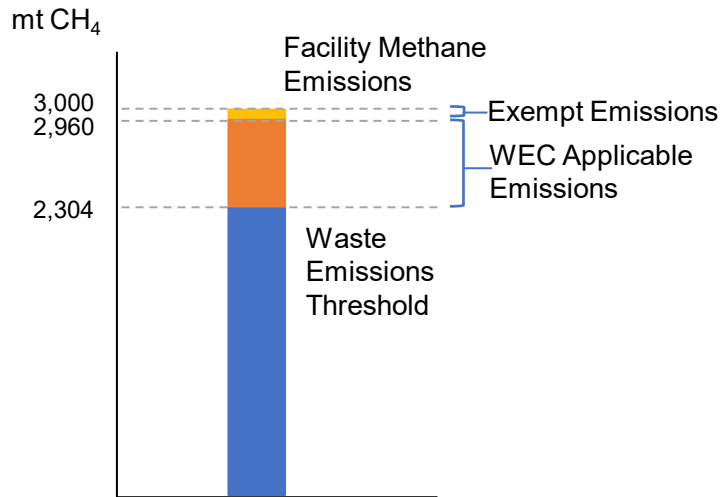 mt CH₄
Facility Methane
Emissions
3,000
Exempt Emissions
2,960
WEC Applicable
Emissions
2,304
Waste
Emissions
Threshold